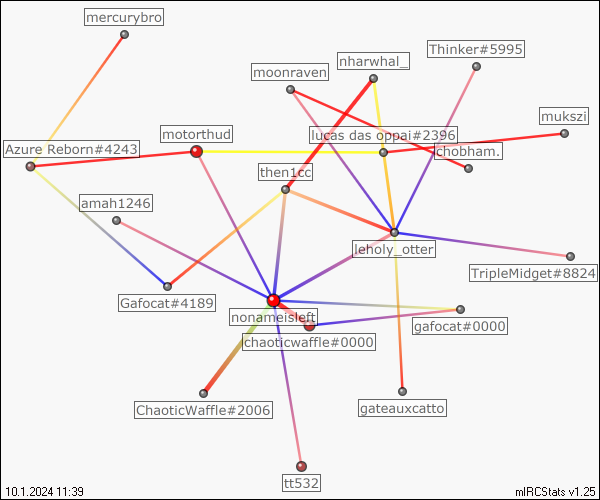 mercurybro
Thinker#5995
nharwhal_
moonraven
mukszi
motorthud
lucas das oppai#2396
Azure Reborn#4243
chobham.
then1cc
amah1246
leholy_otter
TripleMidget#8824
Gafocat#4189
nonameisleft
gafocat#0000
chaoticwaffle#0000
ChaoticWaffle#2006
gateauxcatto
tt532
10.1.2024 11:39
mIRCStats v1.25